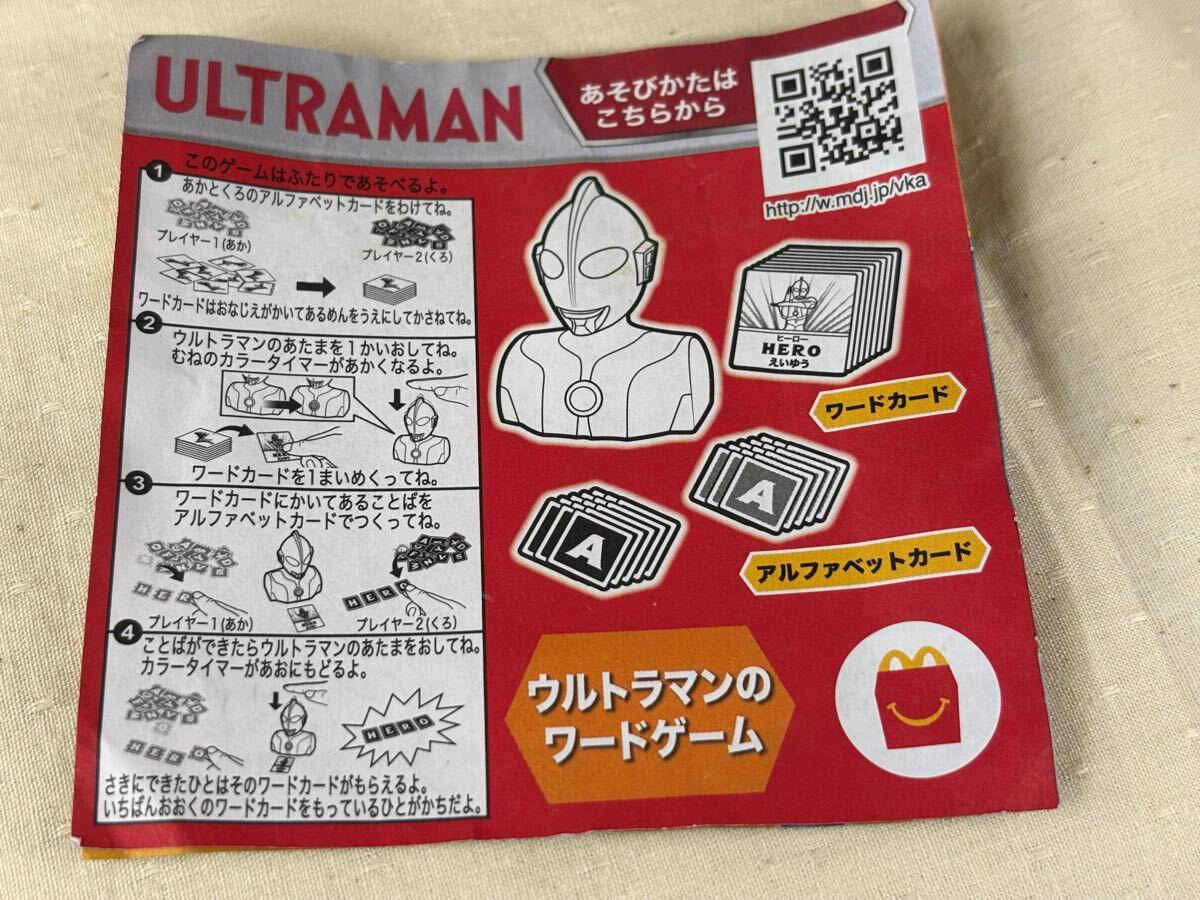 ULTRAMAN
あそびかたは
こちらから
http://w.mdj.jp/vka
1
このゲームはふたりであそべるよ。
あかとくろのアルファベットカードをわけてね。
プレイヤー1(あか)
プレイヤー2(くろ)
ワードカードはおなじえがかいてあるめんをうえにしてかさねてね。
2
ウルトラマンのあたまを1かいおしてね。
むねのカラータイマーがあかくなるよ。
ワードカードを1まいめくってね。
3
ワードカードにかいてあることばを
アルファベットカードでつくってね。
HERO
HERO
プレイヤー1(あか)
プレイヤー2(くろ)
4
ことばができたらウルトラマンのあたまをおしてね。
カラータイマーがあおにもどるよ。
HERO
HERO
さきにできたひとはそのワードカードがもらえるよ。
いちばんおおくのワードカードをもっているひとがかちだよ。
ヒーロー
HERO
えいゆう
ワードカード
A
A
アルファベットカード
ウルトラマンの
ワードゲーム